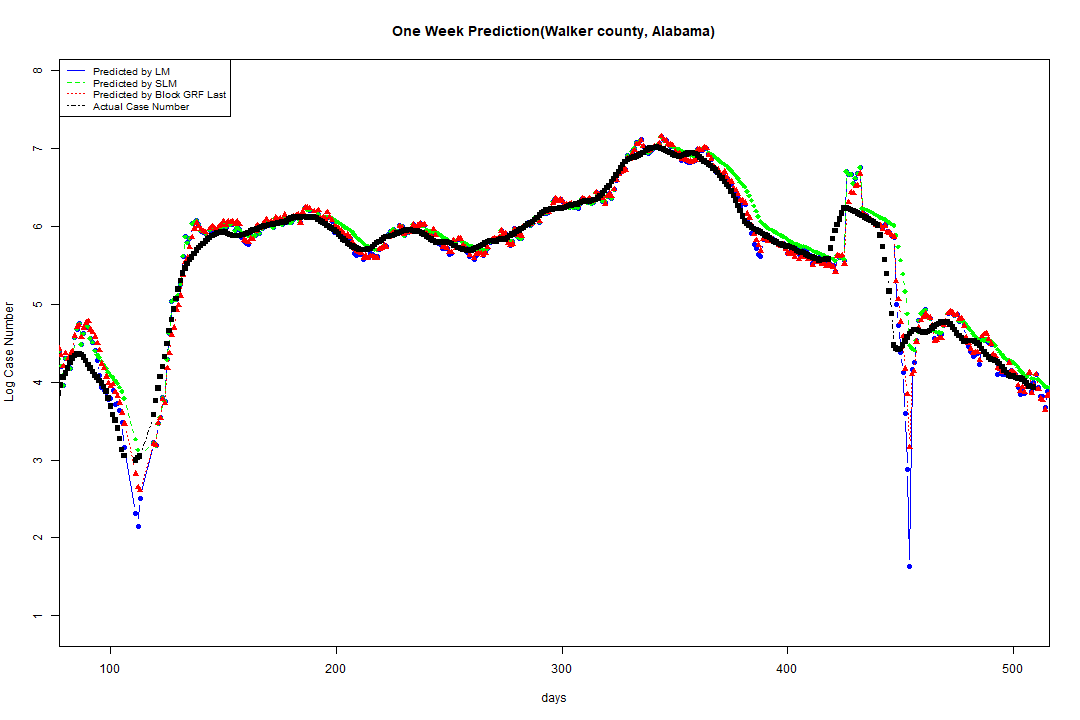 One Week Prediction(Walker county, Alabama)
8
7
6
5
4
3
2
1
Log Case Number
Predicted by LM
Predicted by SLM
Predicted by Block GRF Last
Actual Case Number
100
200
300
400
500
days